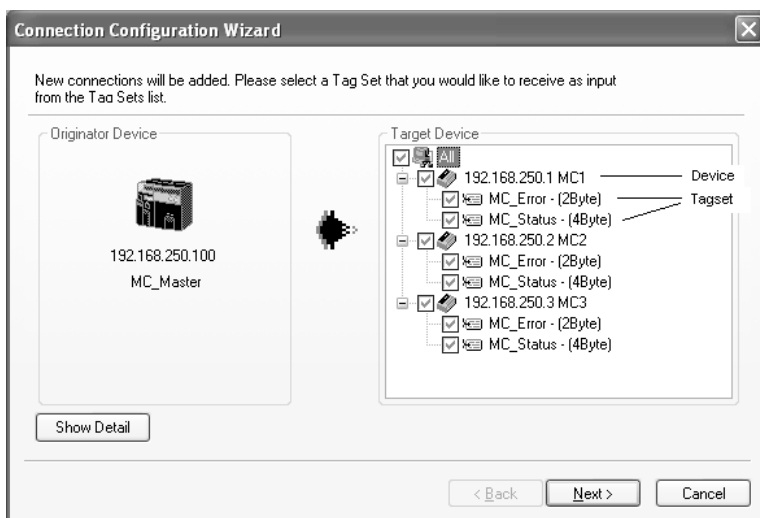 Connection Configuration Wizard
New connections will be added. Please select a Tag Set that you would like to receive as input
from the Tag Sets list.
Originator Device
192.168.250.100
MC_Master
Target Device
All
192.168.250.1 MC1
Device
MC_Error - (2Byte)
Tagset
MC_Status - (4Byte)
192.168.250.2 MC2
MC_Error - (2Byte)
MC_Status - (4Byte)
192.168.250.3 MC3
MC_Error - (2Byte)
MC_Status - (4Byte)
Show Detail
< Back
Next >
Cancel